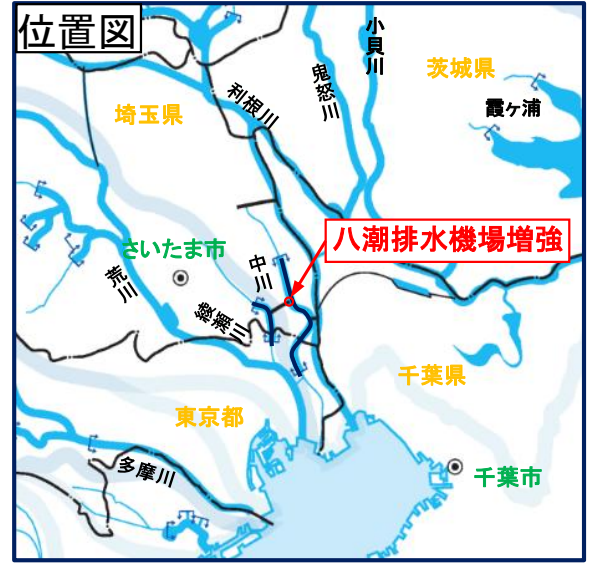 位置図
小貝川
鬼怒川
茨城県
利根川
霞ヶ浦
埼玉県
八潮排水機場増強
さいたま市
中川
荒川
綾瀬川
千葉県
東京都
多摩川
千葉市